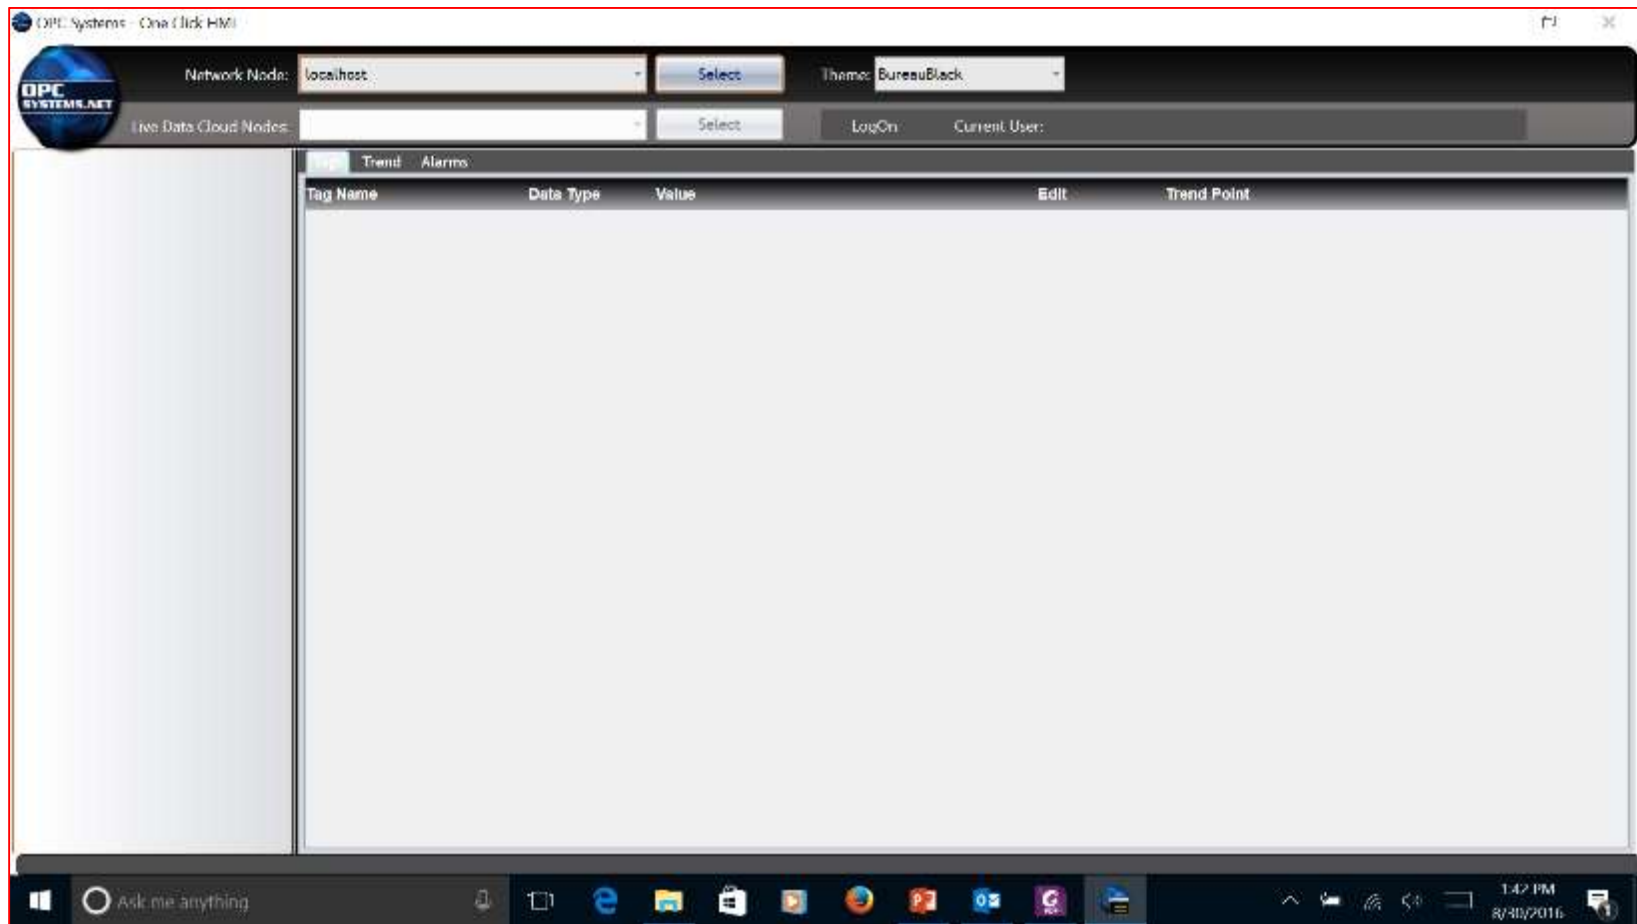 OPC Systems - One Click HMI
OPC
SYSTEMS.NET
Network Node: localhost Select Theme: BureauBlack
Live Data Cloud Nodes: Select LogOn Current User:
Trend Alarms
Tag Name Data Type Value Edit Trend Point
Ask me anything
1:42 PM
8/30/2016